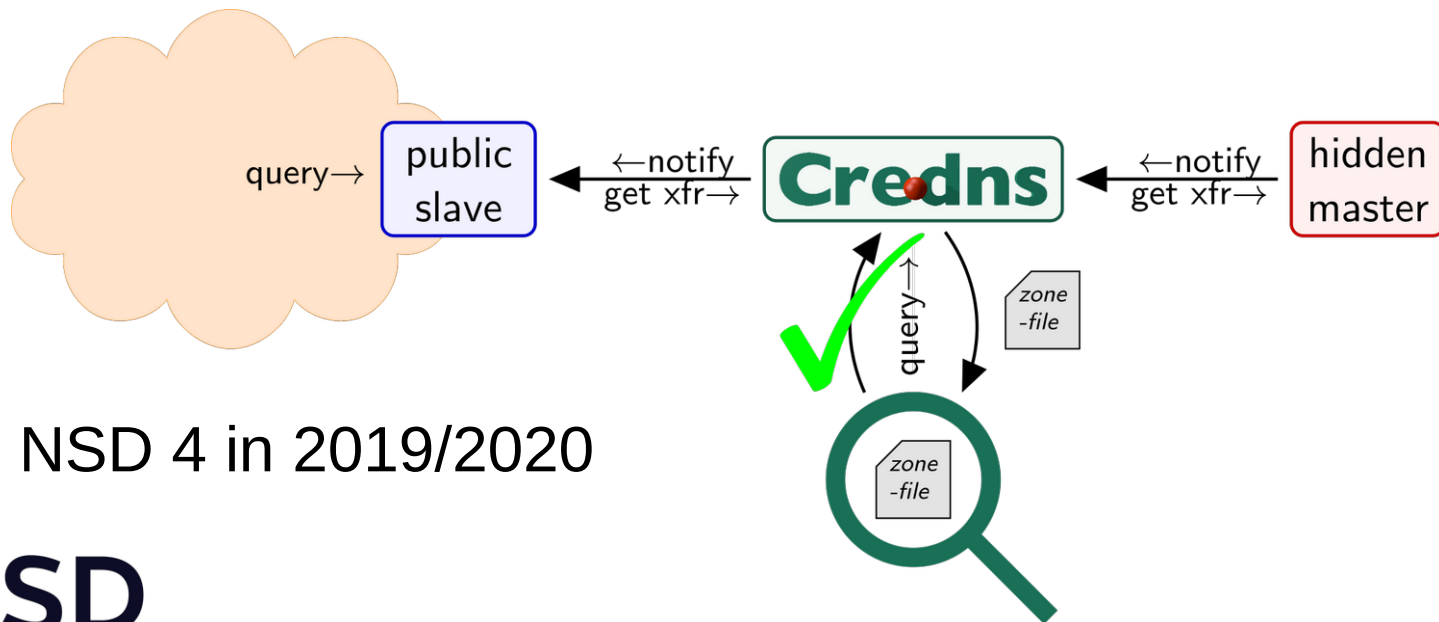 query→
public
slave
←notify
get xfr→
Credns
←notify
get xfr→
hidden
master
query→
zone
-file
zone
-file
NSD 4 in 2019/2020
SD